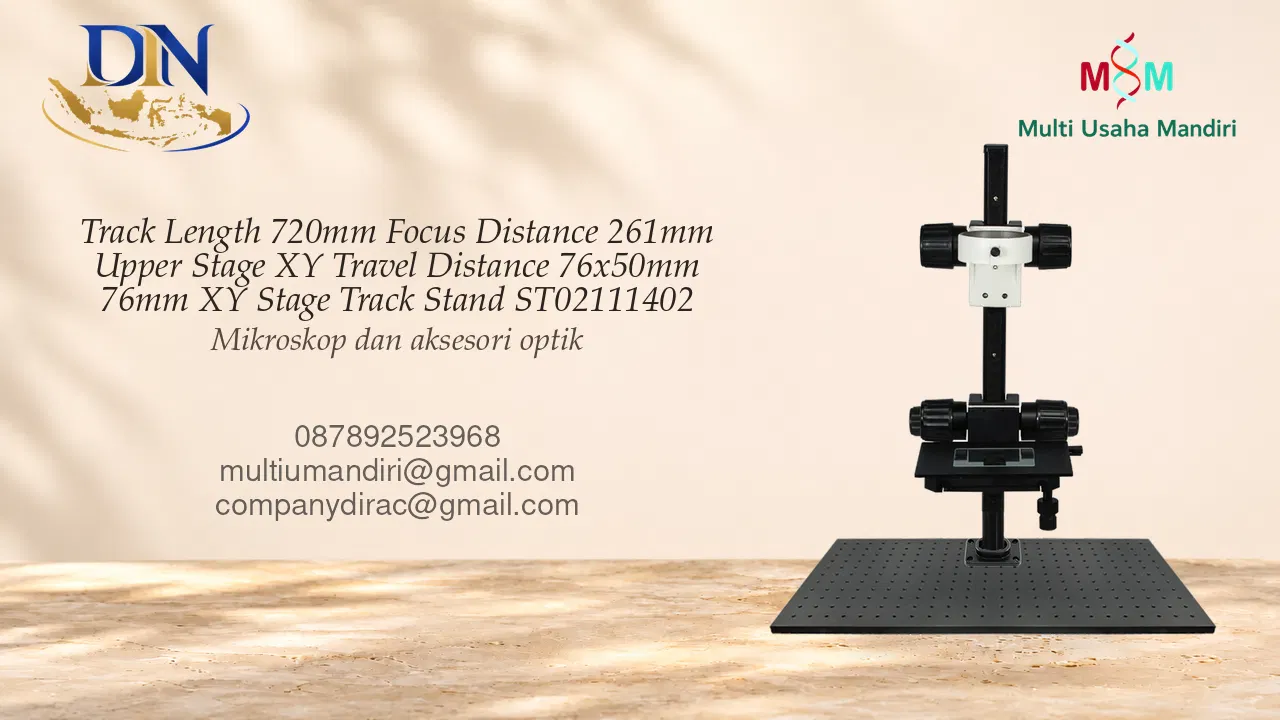 DIN
M M
Multi Usaha Mandiri
Track Length 720mm Focus Distance 261mm
Upper Stage XY Travel Distance 76x50mm
76mm XY Stage Track Stand ST02111402
Mikroskop dan aksesori optik
087892523968
multiumandiri@gmail.com
companydirac@gmail.com